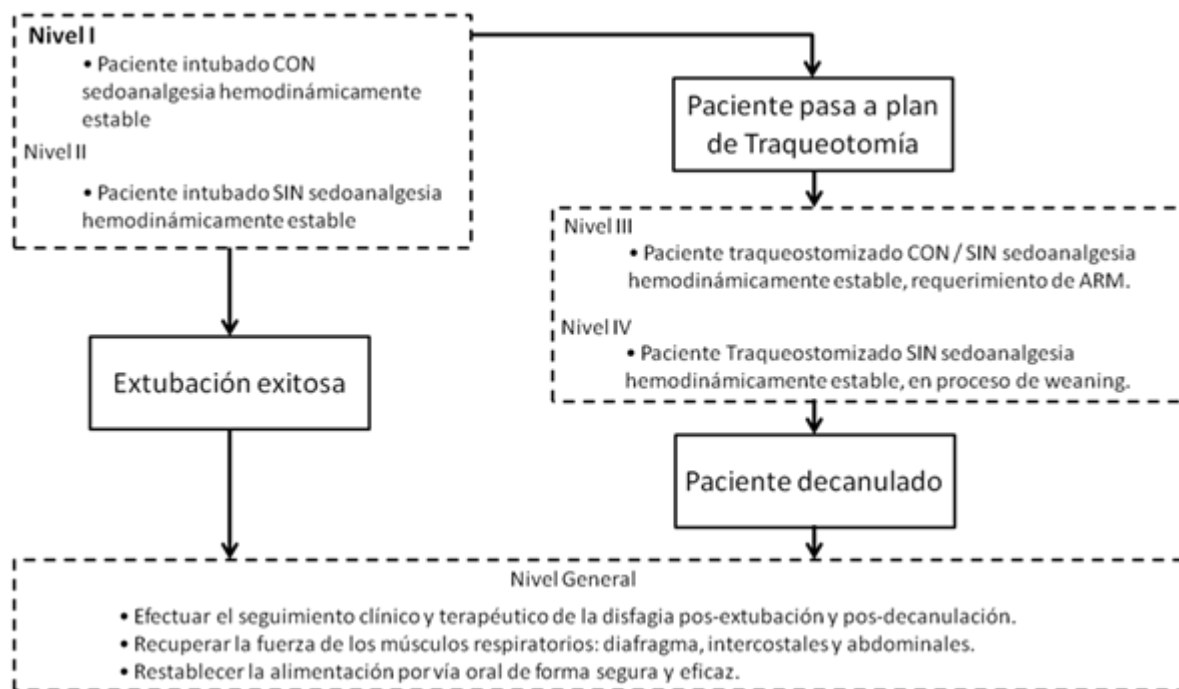 Nivel I
• Paciente intubado CON
sedoanalgesia hemodinámicamente
estable
Nivel II
• Paciente intubado SIN sedoanalgesia
hemodinámicamente estable
Paciente pasa a plan
de Traqueotomía
Nivel III
• Paciente traqueostomizado CON / SIN sedoanalgesia
hemodinámicamente estable, requerimiento de ARM.
Nivel IV
• Paciente Traqueostomizado SIN sedoanalgesia
hemodinámicamente estable, en proceso de weaning.
Extubación exitosa
Paciente decanulado
Nivel General
• Efectuar el seguimiento clínico y terapéutico de la disfagia pos-extubación y pos-decanulación.
• Recuperar la fuerza de los músculos respiratorios: diafragma, intercostales y abdominales.
• Restablecer la alimentación por vía oral de forma segura y eficaz.